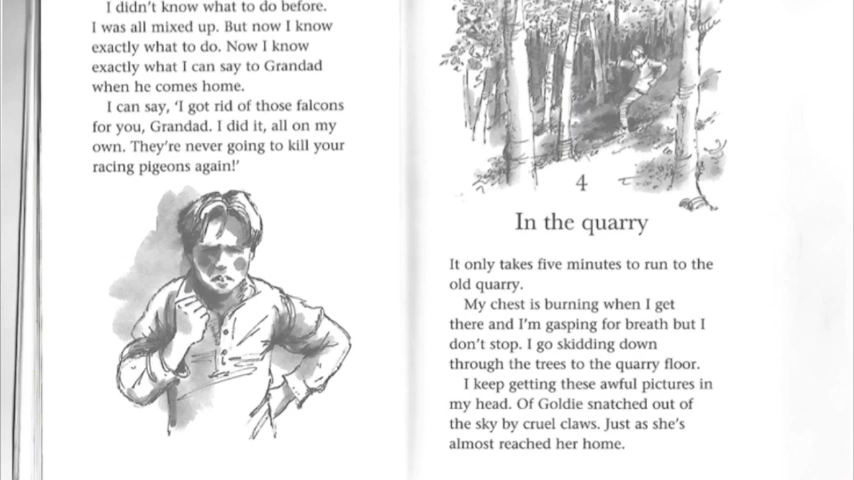 I didn't know what to do before.
I was all mixed up. But now I know
exactly what to do. Now I know
exactly what I can say to Grandad
when he comes home.
I can say, 'I got rid of those falcons
for you, Grandad. I did it, all on my
own. They're never going to kill your
racing pigeons again!'
4
In the quarry
It only takes five minutes to run to the
old quarry.
My chest is burning when I get
there and I'm gasping for breath but I
don't stop. I go skidding down
through the trees to the quarry floor.
I keep getting these awful pictures in
my head. Of Goldie snatched out of
the sky by cruel claws. Just as she's
almost reached her home.